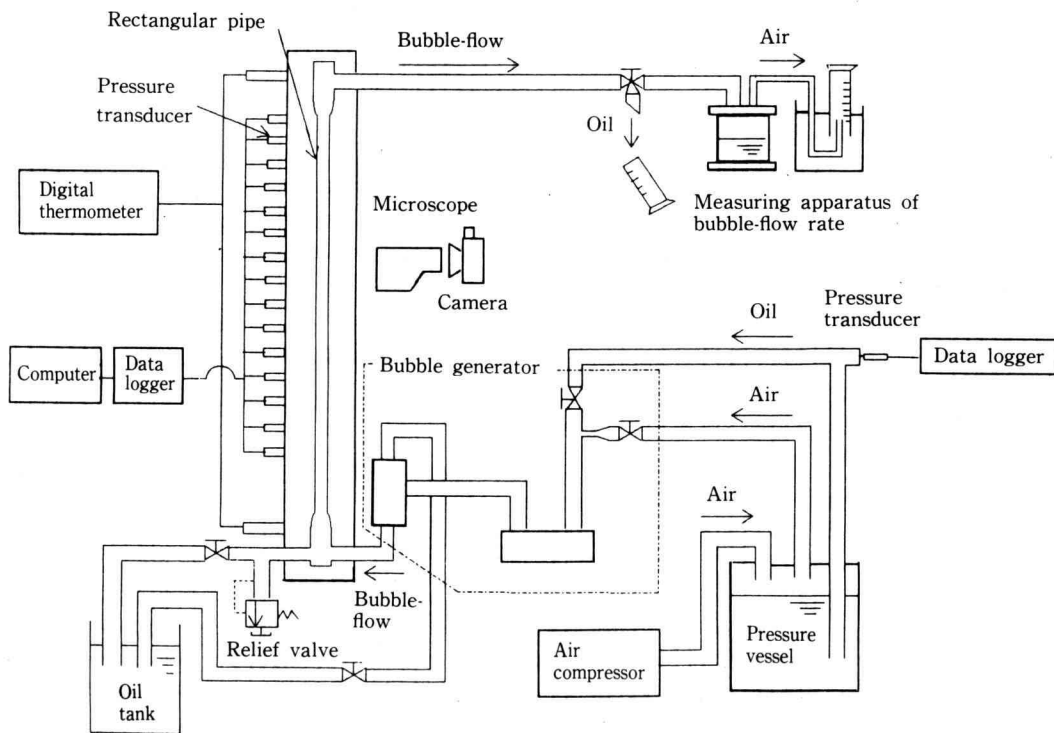 Rectangular pipe
Bubble-flow
Air
Pressure
transducer
Oil
Digital
thermometer
Microscope
Measuring apparatus of
bubble-flow rate
Camera
Oil
Pressure
transducer
Computer
Data
logger
Bubble generator
Data logger
Air
Air
Bubble-
flow
Relief valve
Oil
tank
Air
compressor
Pressure
vessel